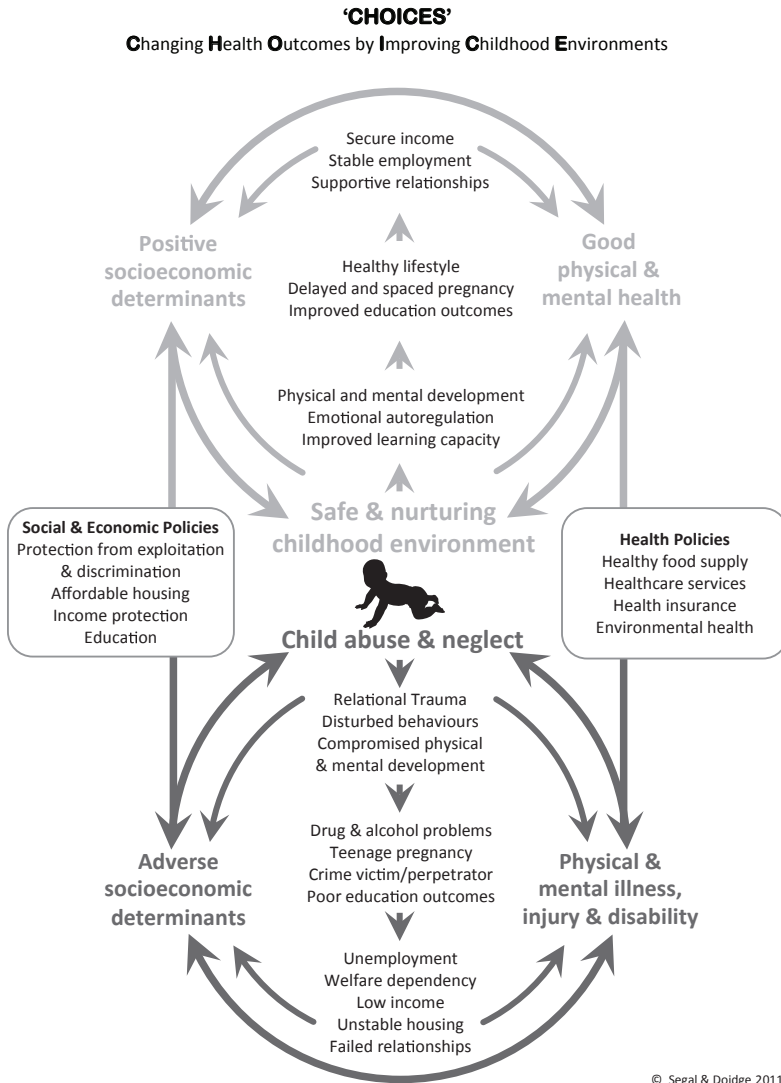 ‘CHOICES’
Changing Health Outcomes by Improving Childhood Environments
Secure income
Stable employment
Supportive relationships
Positive
socioeconomic
determinants
Good
physical &
mental health
Healthy lifestyle
Delayed and spaced pregnancy
Improved education outcomes
Physical and mental development
Emotional autoregulation
Improved learning capacity
Safe & nurturing
childhood environment
Social & Economic Policies
Protection from exploitation
& discrimination
Affordable housing
Income protection
Education
Health Policies
Healthy food supply
Healthcare services
Health insurance
Environmental health
Child abuse & neglect
Relational Trauma
Disturbed behaviours
Compromised physical
& mental development
Drug & alcohol problems
Teenage pregnancy
Crime victim/perpetrator
Poor education outcomes
Adverse
socioeconomic
determinants
Physical &
mental illness,
injury & disability
Unemployment
Welfare dependency
Low income
Unstable housing
Failed relationships
© Segal & Doidge 2011